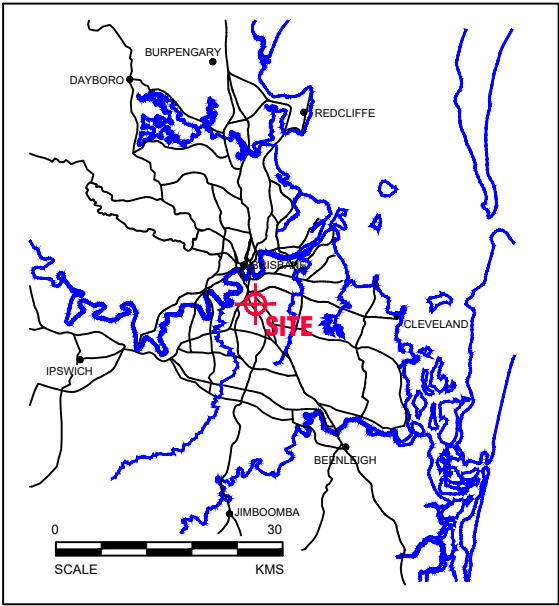 BURPENGARY
DAYBORO
REDCLIFFE
BRISBANE
SITE
CLEVELAND
IPSWICH
BEENLEIGH
JIMBOOMBA
0 30
SCALE KMS